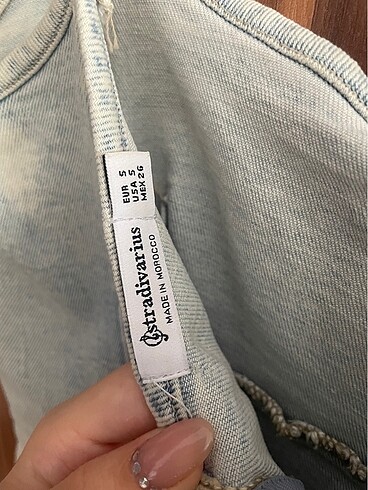 EUR S
USA S
MEX 26
stradivarius
MADE IN MOROCCO